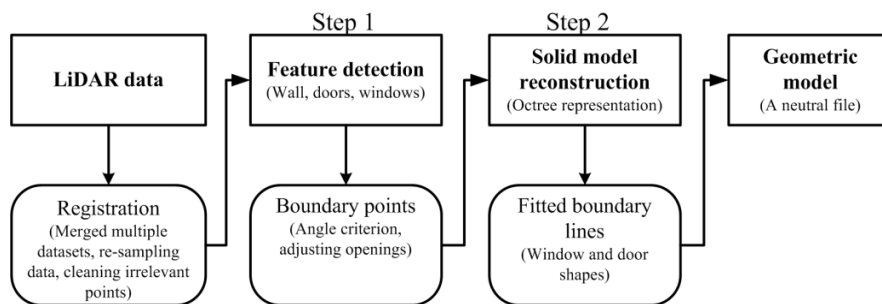 Step 1
Step 2
LiDAR data
Feature detection
(Wall, doors, windows)
Solid model
reconstruction
(Octree representation)
Geometric
model
(A neutral file)
Registration
(Merged multiple
datasets, re-sampling
data, cleaning irrelevant
points)
Boundary points
(Angle criterion,
adjusting openings)
Fitted boundary
lines
(Window and door
shapes)